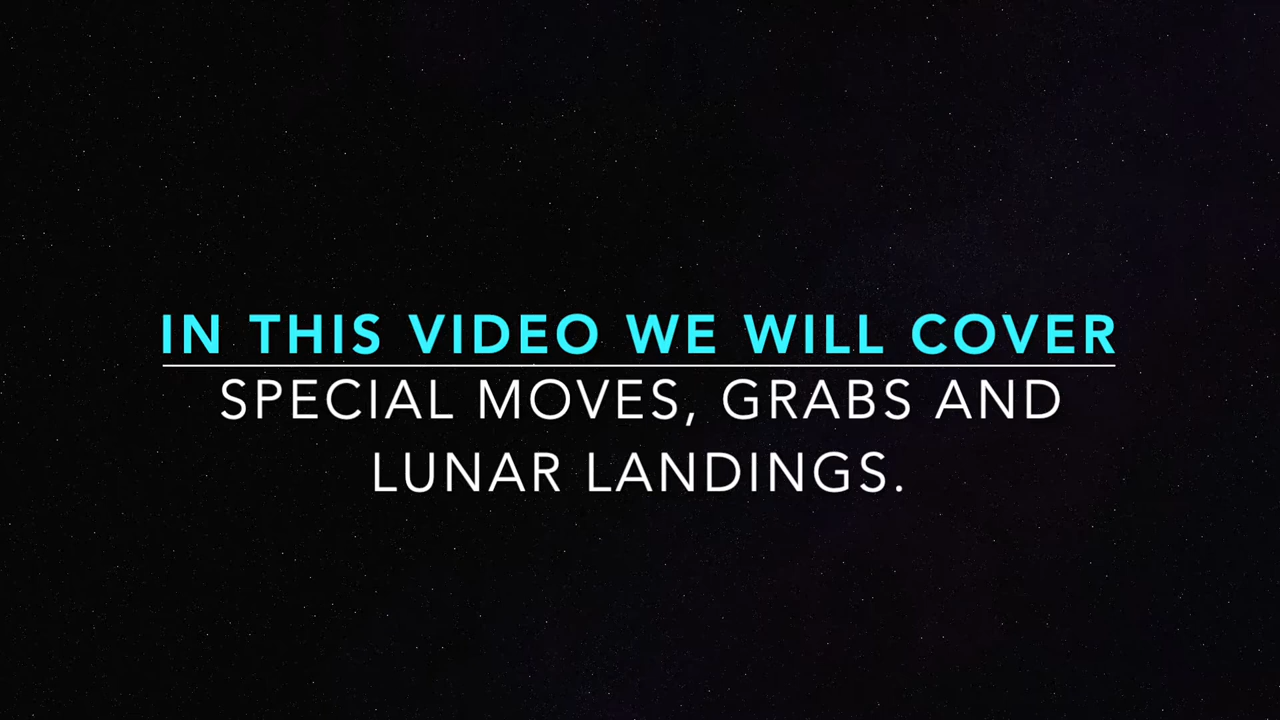 IN THIS VIDEO WE WILL COVER
SPECIAL MOVES, GRABS AND
LUNAR LANDINGS.